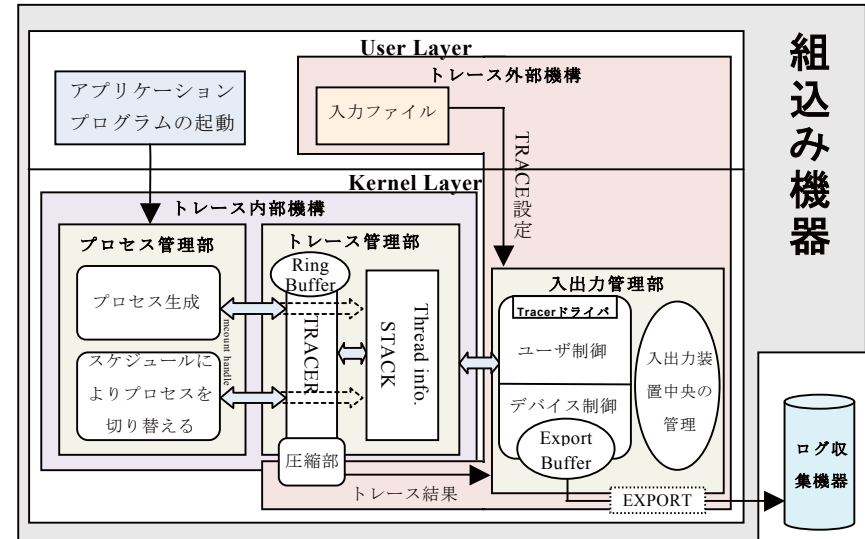 組込み機器
User Layer
トレース外部機構
アプリケーション
プログラムの起動
入力ファイル
TRACE設定
Kernel Layer
トレース内部機構
プロセス管理部
トレース管理部
Ring
Buffer
プロセス生成
mcount handle
スケジュールに
よりプロセスを
切り替える
TRACER
Thread info.
STACK
圧縮部
トレース結果
入出力管理部
Tracerドライバ
ユーザ制御
デバイス制御
Export
Buffer
入出力装
置中央の
管理
EXPORT
ログ収
集機器